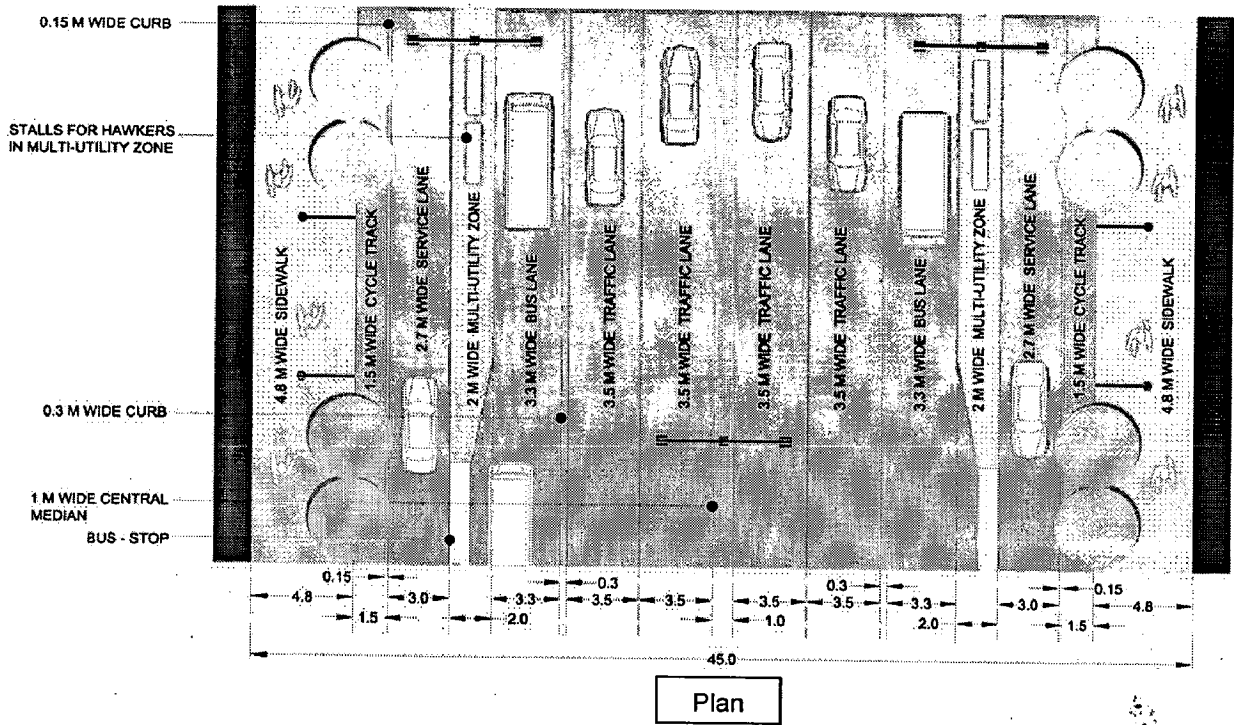 0.15 M WIDE CURB
STALLS FOR HAWKERS
IN MULTI-UTILITY ZONE
0.3 M WIDE CURB
1 M WIDE CENTRAL
MEDIAN
BUS - STOP
4.8 M WIDE SIDEWALK
1.5 M WIDE CYCLE TRACK
2.7 M WIDE SERVICE LANE
2 M WIDE MULTI-UTILITY ZONE
3.3 M WIDE BUS LANE
3.5 M WIDE TRAFFIC LANE
3.5 M WIDE TRAFFIC LANE
3.5 M WIDE TRAFFIC LANE
3.5 M WIDE TRAFFIC LANE
3.3 M WIDE BUS LANE
2 M WIDE MULTI-UTILITY ZONE
2.7 M WIDE SERVICE LANE
1.5 M WIDE CYCLE TRACK
4.8 M WIDE SIDEWALK
0.15 0.3 0.3 0.15
4.8 3.0 3.3 3.5 3.5 3.5 3.5 3.3 3.0 4.8
1.5 2.0 1.0 2.0 1.5
45.0
Plan